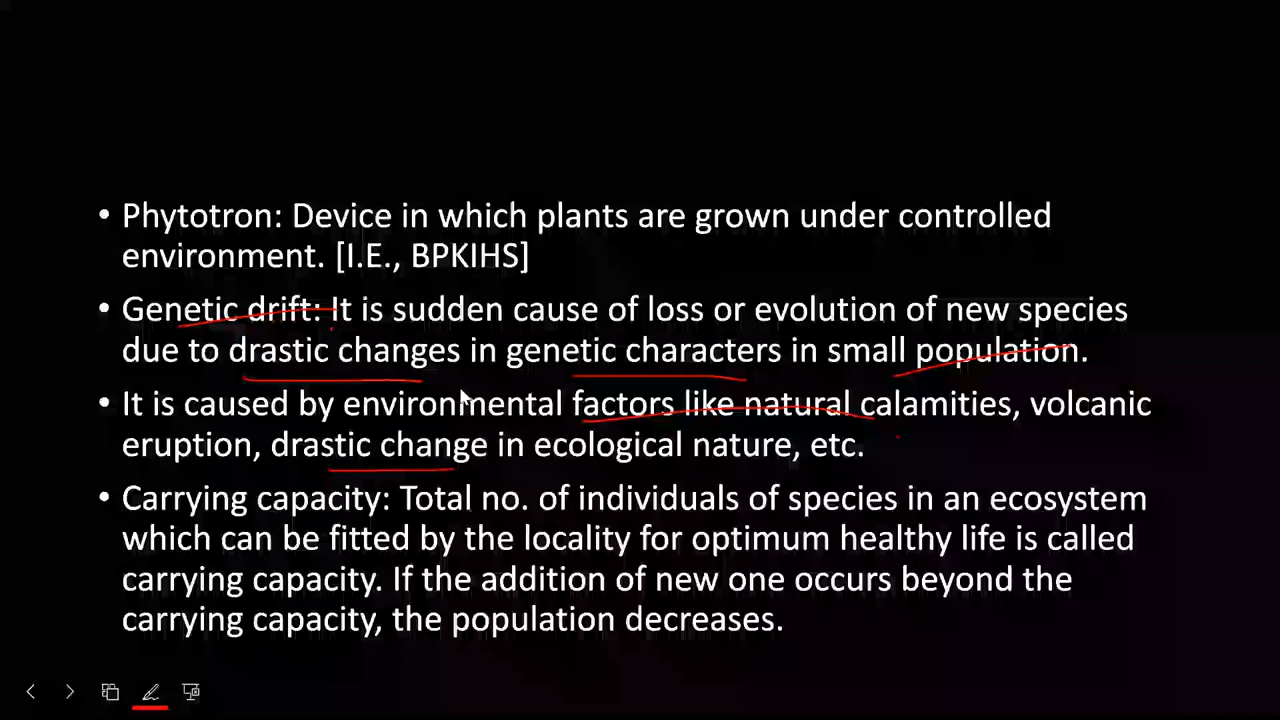 • Phytotron: Device in which plants are grown under controlled
environment. [I.E., BPKIHS]
• Genetic drift: It is sudden cause of loss or evolution of new species
due to drastic changes in genetic characters in small population.
• It is caused by environmental factors like natural calamities, volcanic
eruption, drastic change in ecological nature, etc.
• Carrying capacity: Total no. of individuals of species in an ecosystem
which can be fitted by the locality for optimum healthy life is called
carrying capacity. If the addition of new one occurs beyond the
carrying capacity, the population decreases.